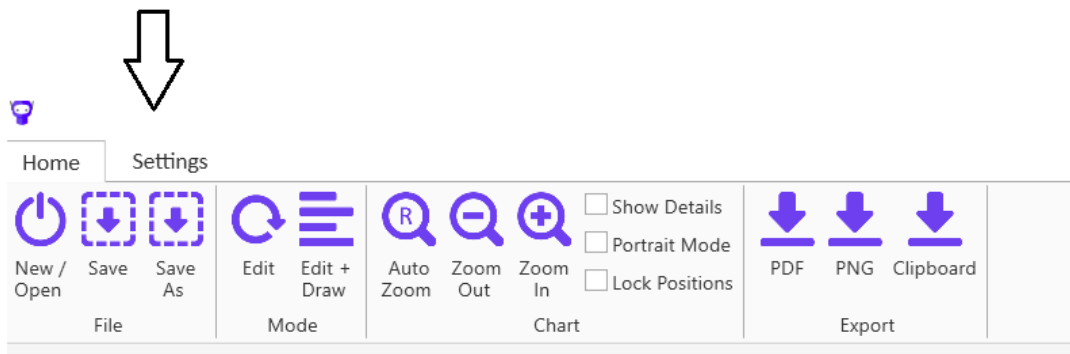 Home Settings
R
Show Details
Portrait Mode
Lock Positions
New /
Open
Save
Save
As
Edit
Edit +
Draw
Auto
Zoom
Zoom
Out
Zoom
In
PDF
PNG
Clipboard
File
Mode
Chart
Export